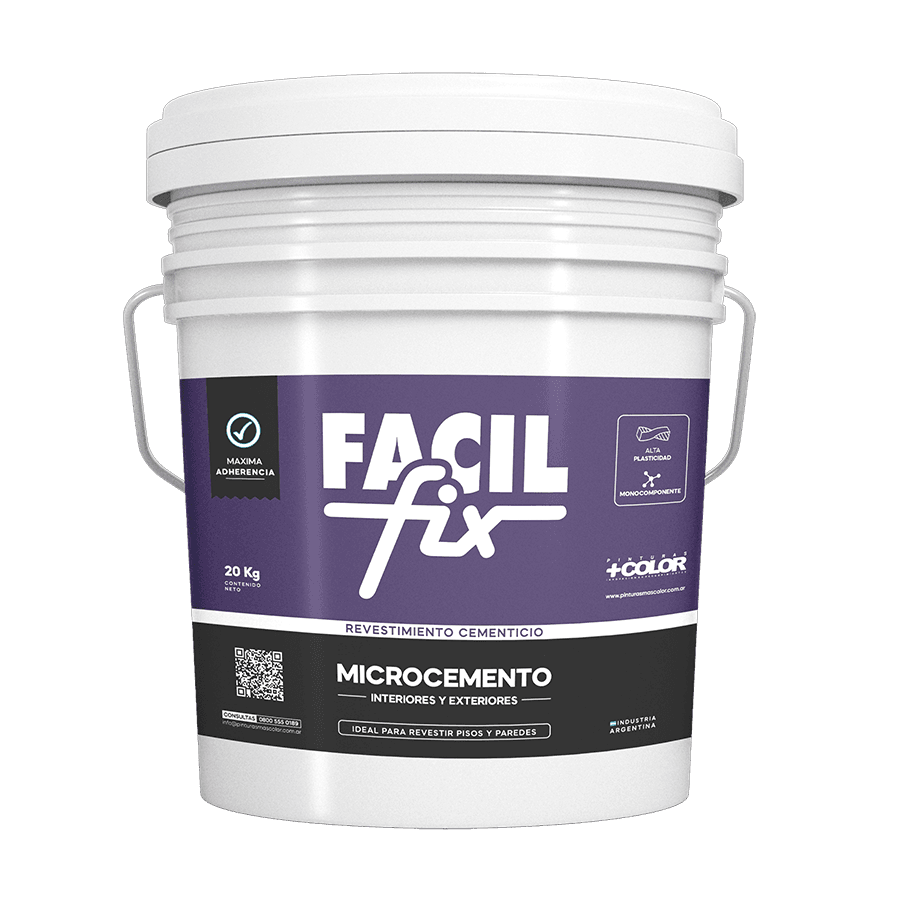 MAXIMA
ADHERENCIA
FACIL
fix
ALTA
PLASTICIDAD
MONOCOMPONENTE
20 Kg
CONTENIDO
NETO
PINTURAS
+COLOR
www.pinturasmascolor.com.ar
REVESTIMIENTO CEMENTICIO
MICROCEMENTO
INTERIORES Y EXTERIORES
IDEAL PARA REVESTIR PISOS Y PAREDES
CONSULTAS 0800 555 0189
info@pinturasmascolor.com.ar
INDUSTRIA
ARGENTINA